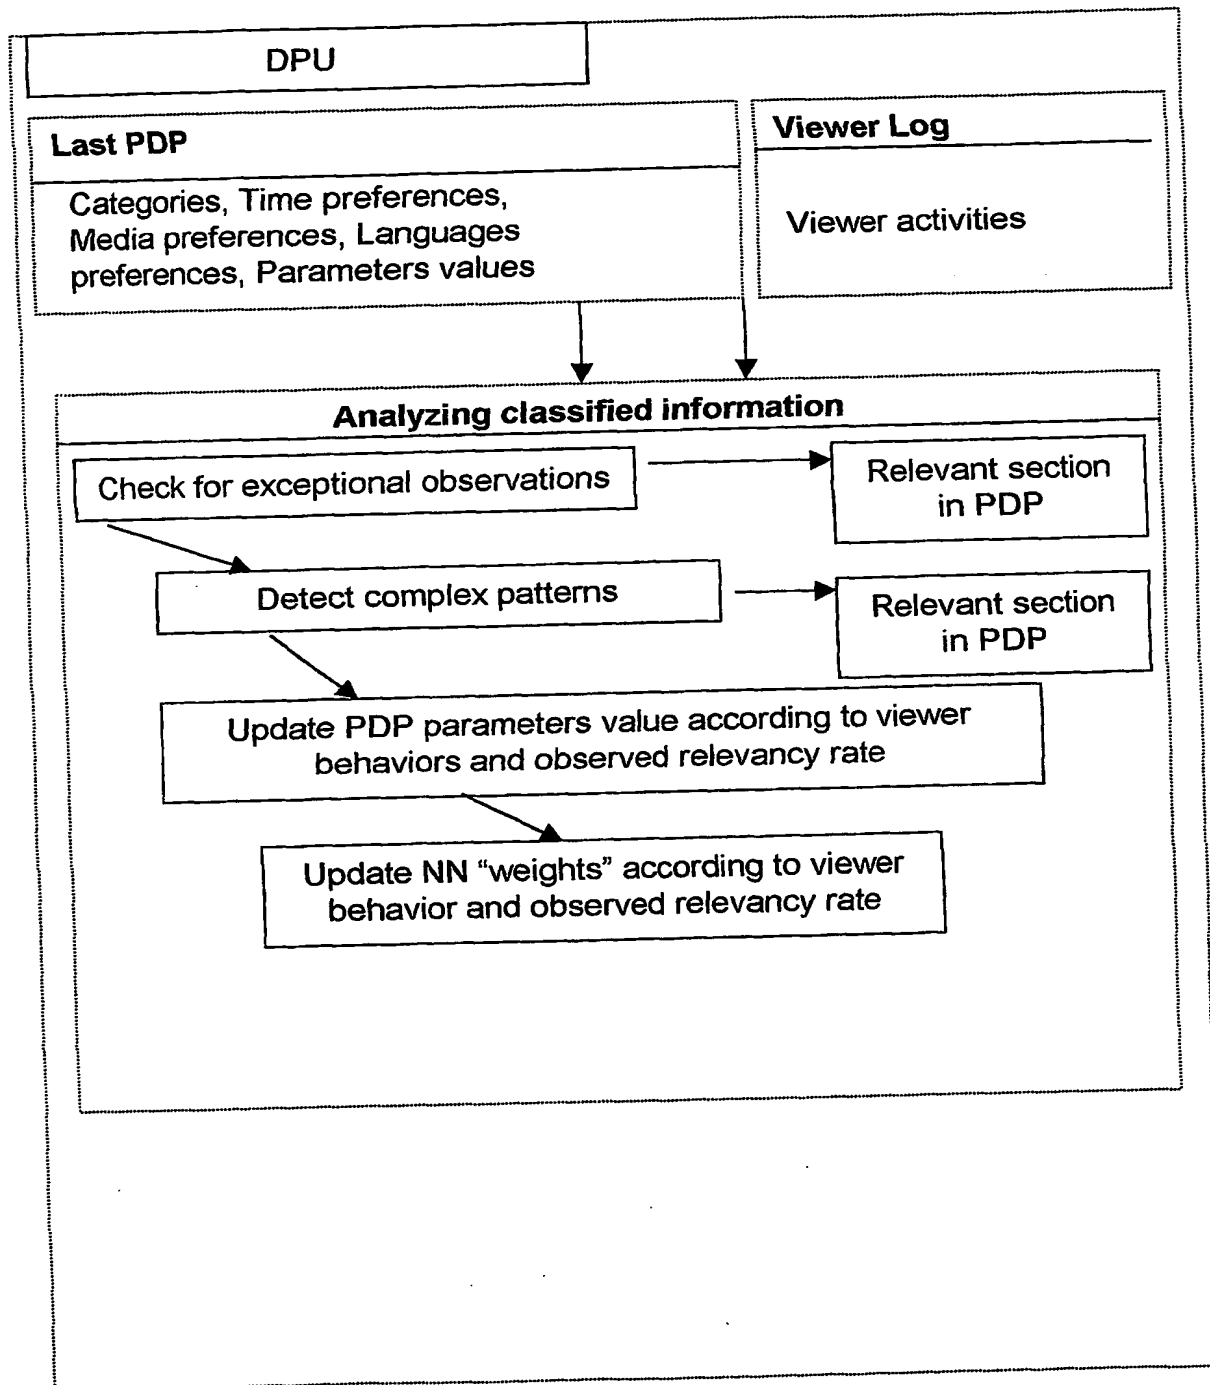 DPU
Last PDP
Categories, Time preferences,
Media preferences, Languages
preferences, Parameters values
Viewer Log
Viewer activities
Analyzing classified information
Check for exceptional observations
Relevant section
in PDP
Detect complex patterns
Relevant section
in PDP
Update PDP parameters value according to viewer
behaviors and observed relevancy rate
Update NN “weights” according to viewer
behavior and observed relevancy rate